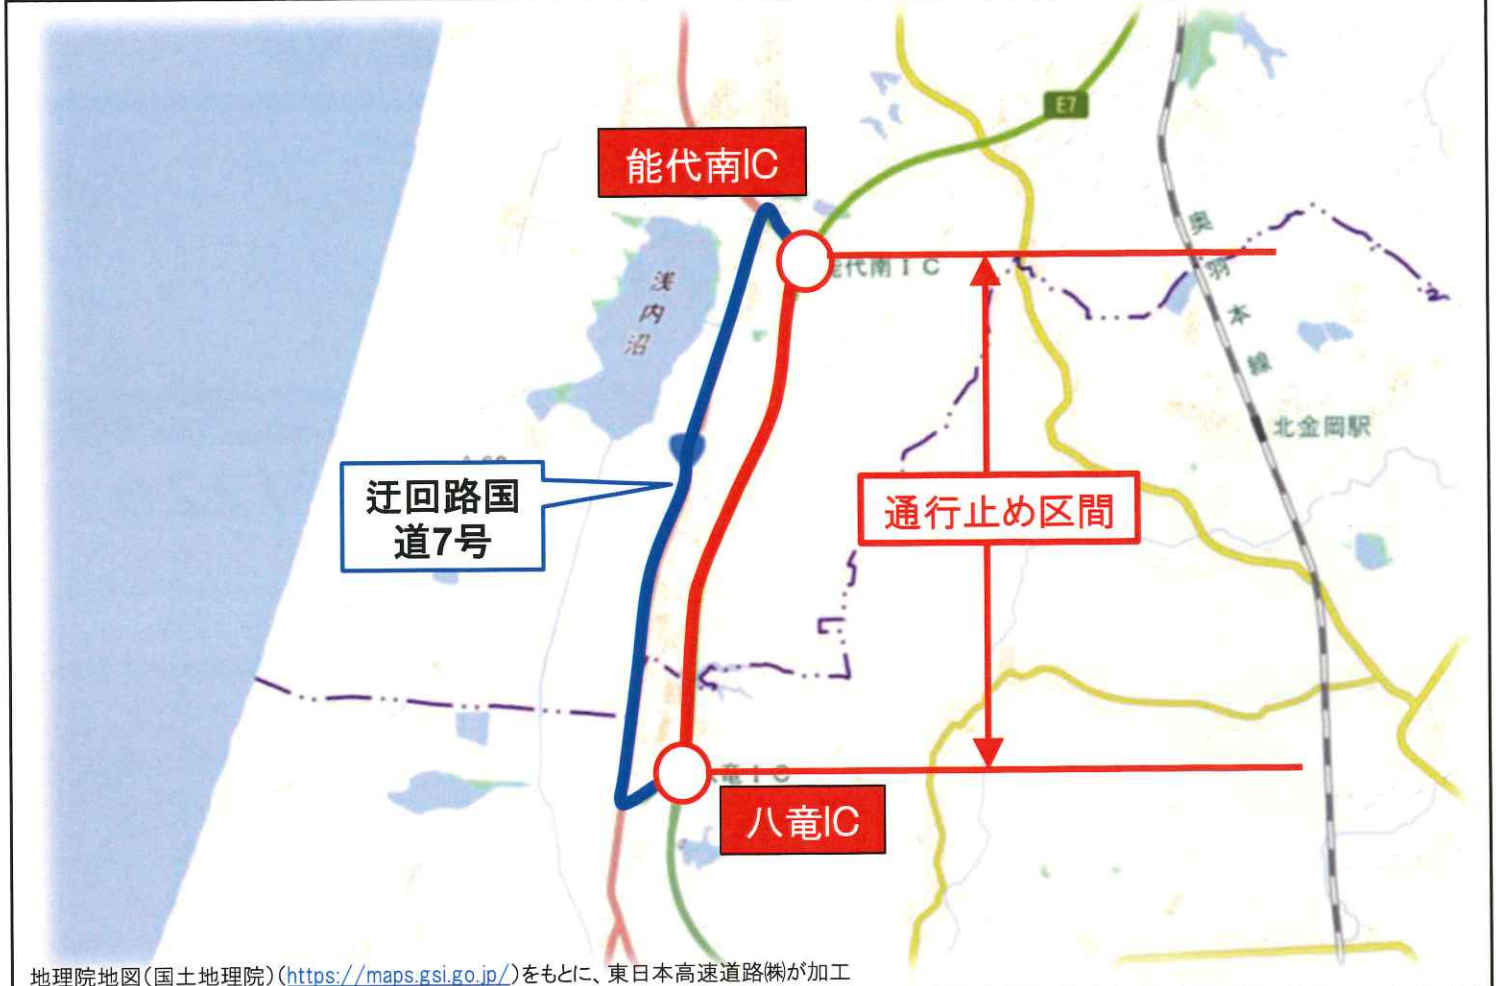 E7
能代南IC
能代南ＩＣ
奥羽本線
浅内沼
北金岡駅
迂回路国
道7号
通行止め区間
竜ＩＣ
八竜IC
地理院地図(国土地理院)(https://maps.gsi.go.jp/)をもとに、東日本高速道路㈱が加工